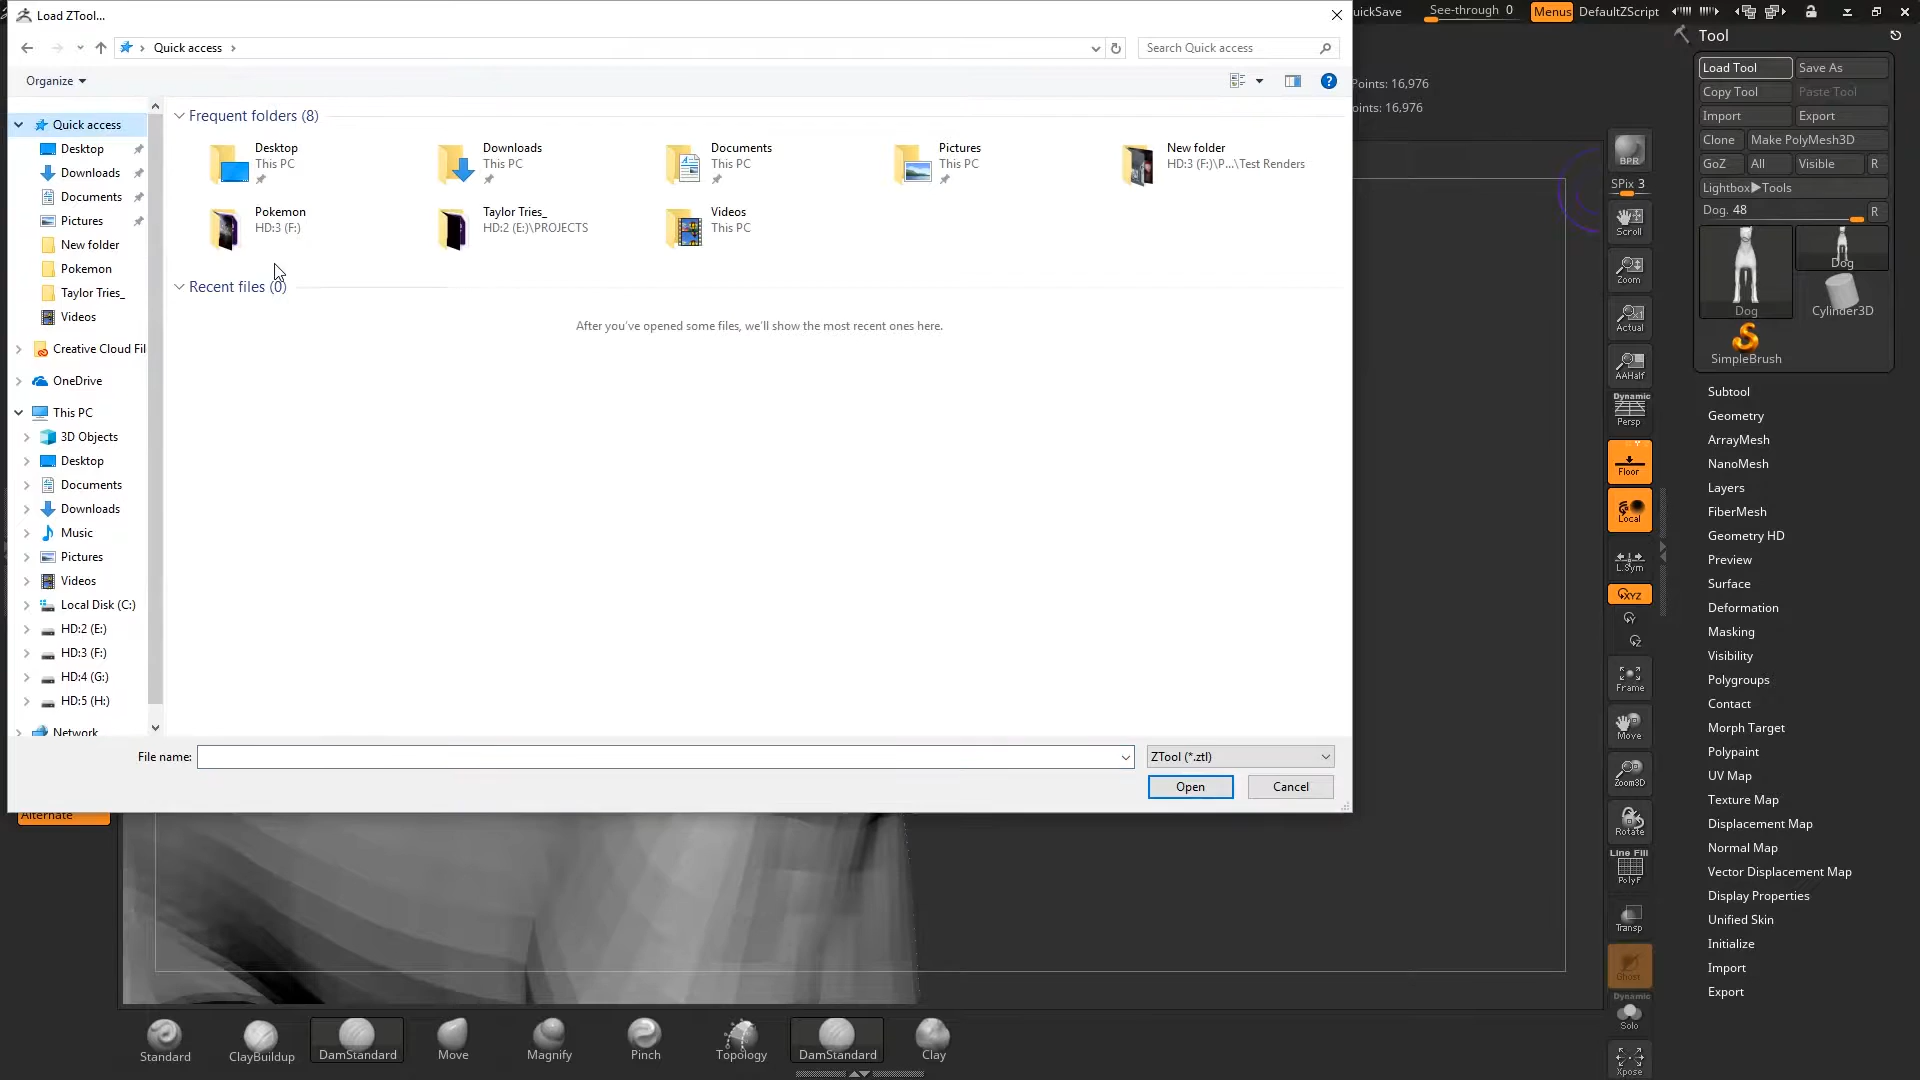 Load ZTool...
Quick access
Search Quick access
Organize
Quick access
Desktop
Downloads
Documents
Pictures
New folder
Pokemon
Taylor Tries_
Videos
Creative Cloud Fil
OneDrive
This PC
3D Objects
Desktop
Documents
Downloads
Music
Pictures
Videos
Local Disk (C:)
HD:2 (E:)
HD:3 (F:)
HD:4 (G:)
HD:5 (H:)
Network
Frequent folders (8)
Desktop
This PC
Downloads
This PC
Documents
This PC
Pictures
This PC
New folder
HD:3 (F:)\P...\Test Renders
Pokemon
HD:3 (F:)
Taylor Tries_
HD:2 (E:)\PROJECTS
Videos
This PC
Recent files (0)
After you've opened some files, we'll show the most recent ones here.
File name:
ZTool (*.ztl)
Open
Cancel
uickSave
See-through 0
Menus
DefaultZScript
Points: 16,976
oints: 16,976
BPR
SPix 3
Scroll
Zoom
Actual
AAHalf
Dynamic
Persp
Floor
Local
L.Sym
XYZ
Y
Z
Frame
Move
Zoom3D
Rotate
Line Fill
PolyF
Transp
Ghost
Dynamic
Solo
Xpose
Tool
Load Tool
Save As
Copy Tool
Paste Tool
Import
Export
Clone
Make PolyMesh3D
GoZ
All
Visible
R
Lightbox▶Tools
Dog. 48
R
Dog
Dog
Cylinder3D
SimpleBrush
Subtool
Geometry
ArrayMesh
NanoMesh
Layers
FiberMesh
Geometry HD
Preview
Surface
Deformation
Masking
Visibility
Polygroups
Contact
Morph Target
Polypaint
UV Map
Texture Map
Displacement Map
Normal Map
Vector Displacement Map
Display Properties
Unified Skin
Initialize
Import
Export
Alternate
Standard
ClayBuildup
DamStandard
Move
Magnify
Pinch
Topology
DamStandard
Clay